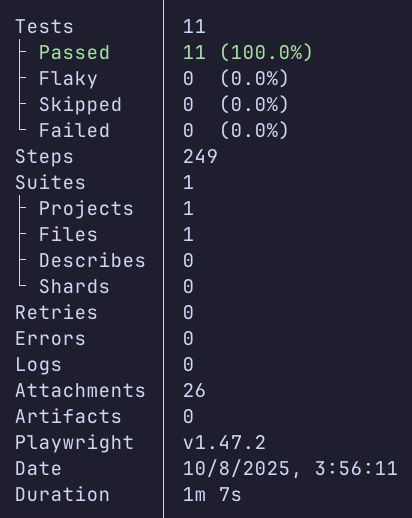 Tests 11
Passed 11 (100.0%)
Flaky 0 (0.0%)
Skipped 0 (0.0%)
Failed 0 (0.0%)
Steps 249
Suites 1
Projects 1
Files 1
Describes 0
Shards 0
Retries 0
Errors 0
Logs 0
Attachments 26
Artifacts 0
Playwright v1.47.2
Date 10/8/2025, 3:56:11
Duration 1m 7s